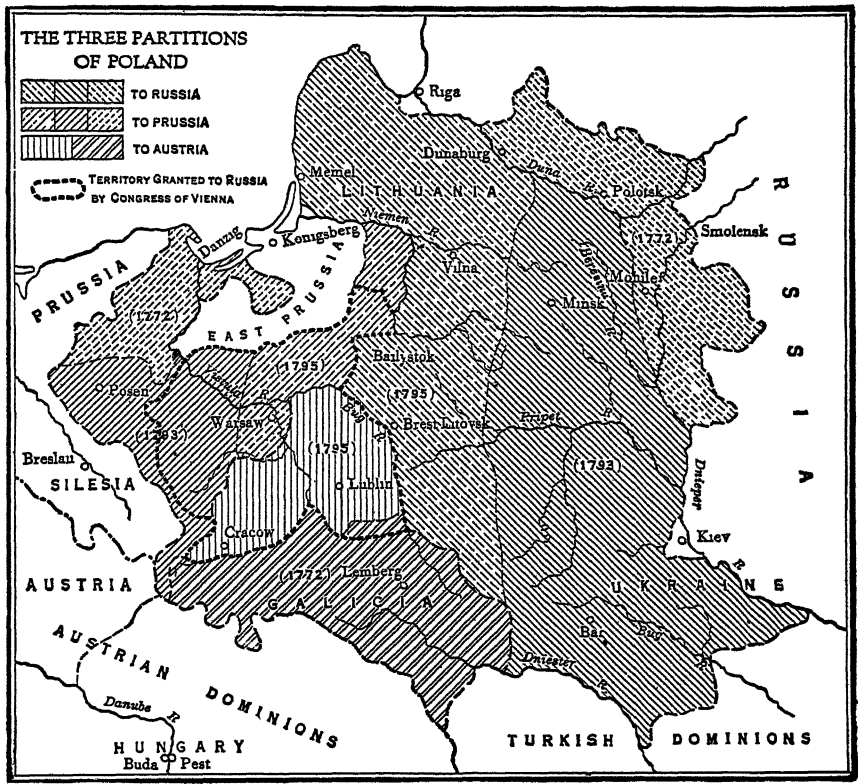 THE THREE PARTITIONS
OF POLAND
TO RUSSIA
TO PRUSSIA
TO AUSTRIA
TERRITORY GRANTED TO RUSSIA
BY CONGRESS OF VIENNA
Riga
Dunaburg
Duna
R
Polotsk
Memel
LITHUANIA
Niemen R
Danzig
Konigsberg
Vilna
(1772)
Smolensk
Mohilev
Minsk
RUSSIA
PRUSSIA
(1772)
EAST PRUSSIA
(1795)
Bailystok
(1795)
Posen
R
Warsaw
Bug R
Brest Litovsk
Pripet R
(1793)
(1795)
(1793)
Breslau
SILESIA
Lublin
Dnieper
R
Cracow
Kiev
AUSTRIA
(1772)
Lemberg
GALICIA
UKRAINE
Bar
Bug
R
AUSTRIAN DOMINIONS
Dniester
R
Danube R
HUNGARY
Buda
Pest
TURKISH DOMINIONS